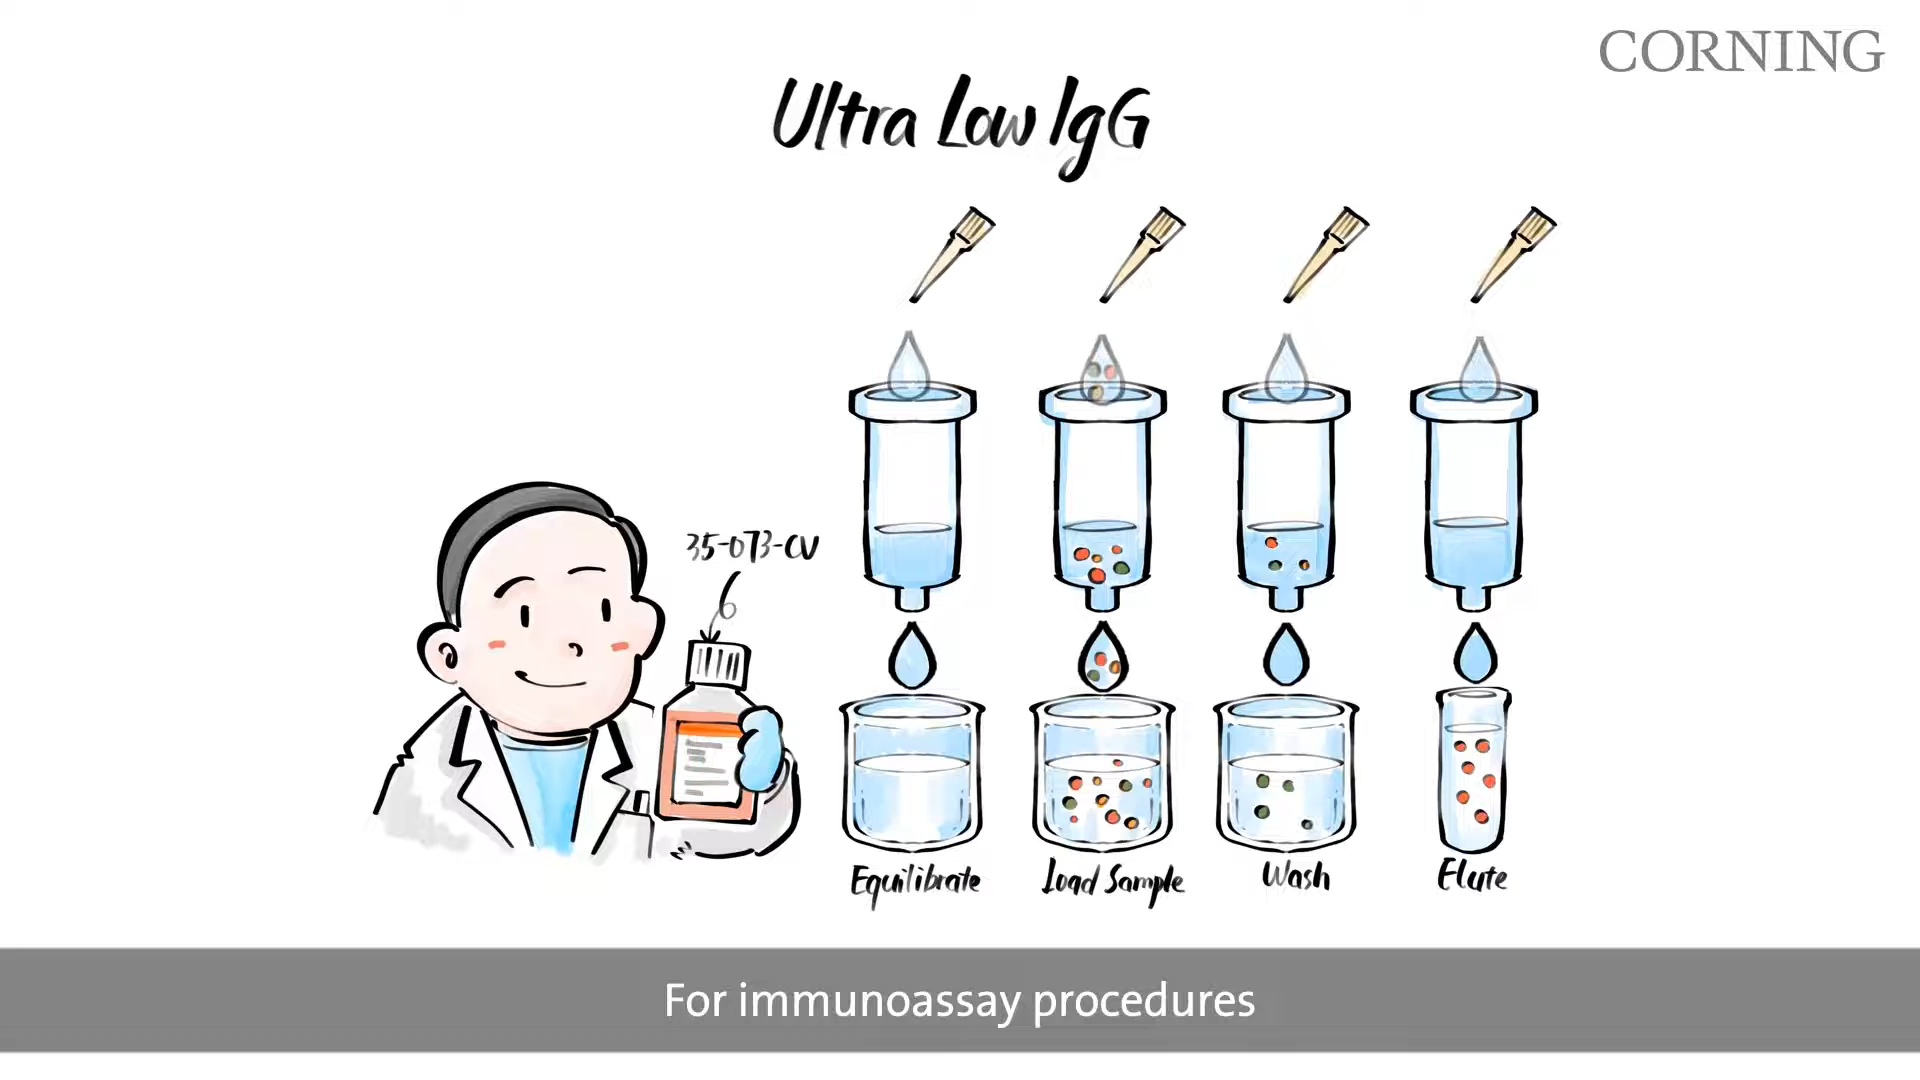 CORNING
Ultra Low IgG
35-073-CV
Equilibrate
Load Sample
Wash
Elute
For immunoassay procedures